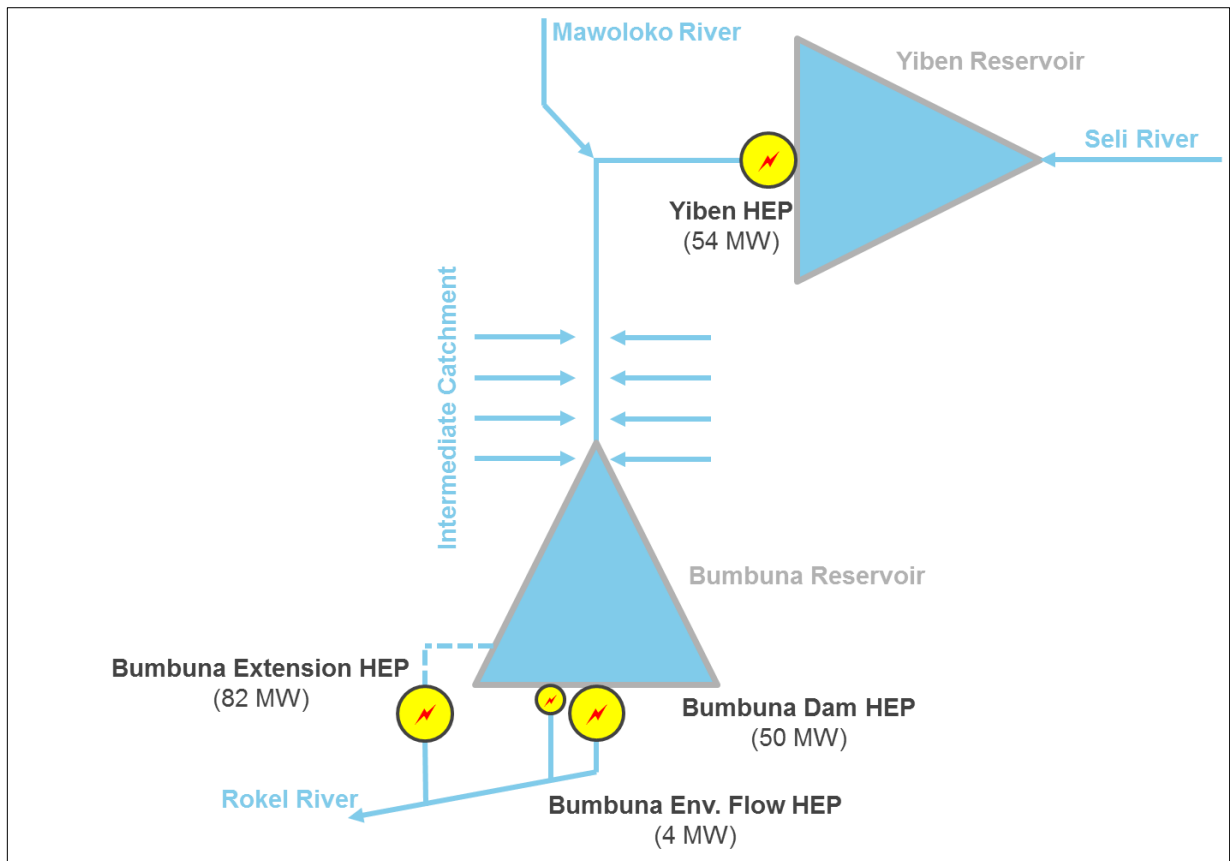 Mawoloko River
Yiben Reservoir
Seli River
Yiben HEP
(54 MW)
Intermediate Catchment
Bumbuna Reservoir
Bumbuna Extension HEP
(82 MW)
Bumbuna Dam HEP
(50 MW)
Rokel River
Bumbuna Env. Flow HEP
(4 MW)